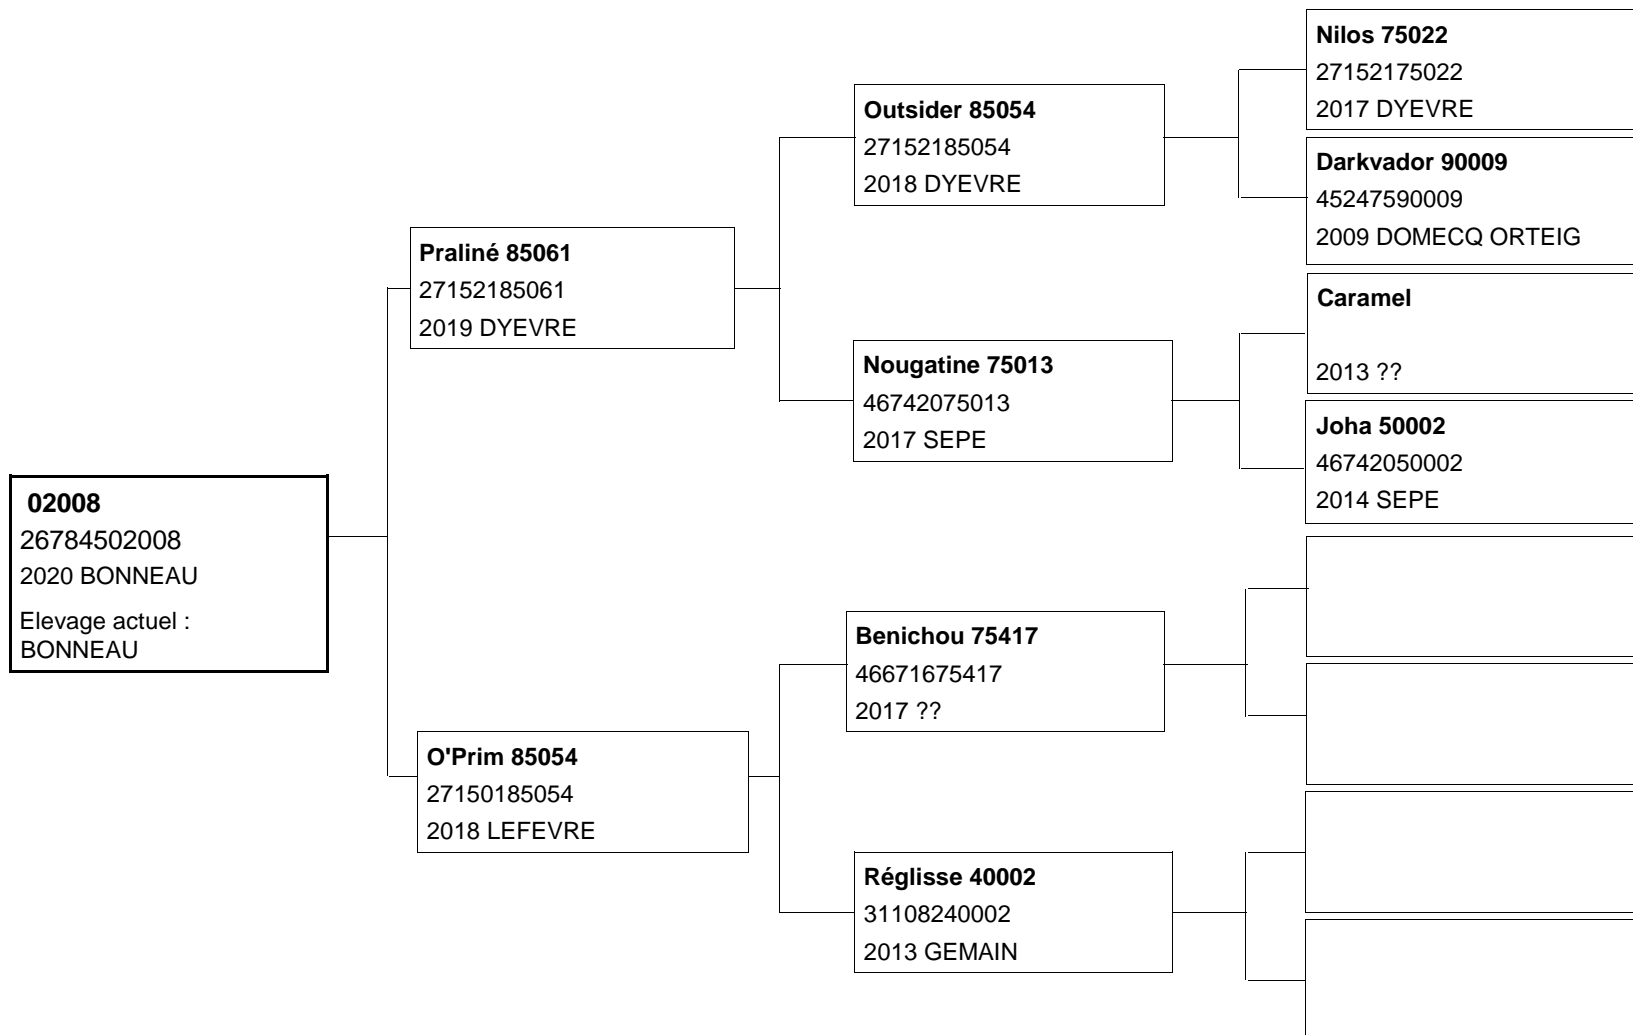 02008
26784502008
2020 BONNEAU
Elevage actuel :
BONNEAU
Praliné 85061
27152185061
2019 DYEVRE
O'Prim 85054
27150185054
2018 LEFEVRE
Outsider 85054
27152185054
2018 DYEVRE
Nougatine 75013
46742075013
2017 SEPE
Benichou 75417
46671675417
2017 ??
Réglisse 40002
31108240002
2013 GEMAIN
Nilos 75022
27152175022
2017 DYEVRE
Darkvador 90009
45247590009
2009 DOMECQ ORTEIG
Caramel
2013 ??
Joha 50002
46742050002
2014 SEPE